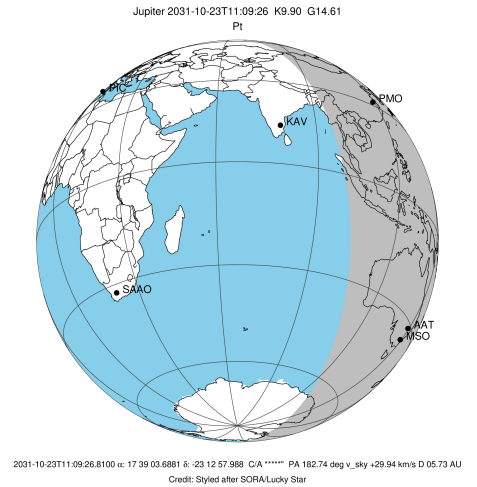 Jupiter 2031-10-23T11:09:26 K9.90 G14.61
Pt
PIC
PMO
KAV
SAAO
AAT
MSO
2031-10-23T11:09:26.8100 α: 17 39 03.6881 δ: -23 12 57.988 C/A *****" PA 182.74 deg v_sky +29.94 km/s D 05.73 AU
Credit: Styled after SORA/Lucky Star